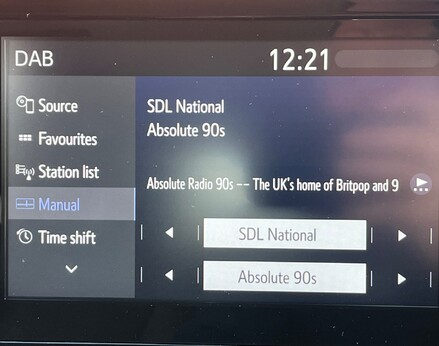 DAB
12:21
Source
Favourites
Station list
Manual
Time shift
SDL National
Absolute 90s
Absolute Radio 90s -- The UK's home of Britpop and 9
SDL National
Absolute 90s